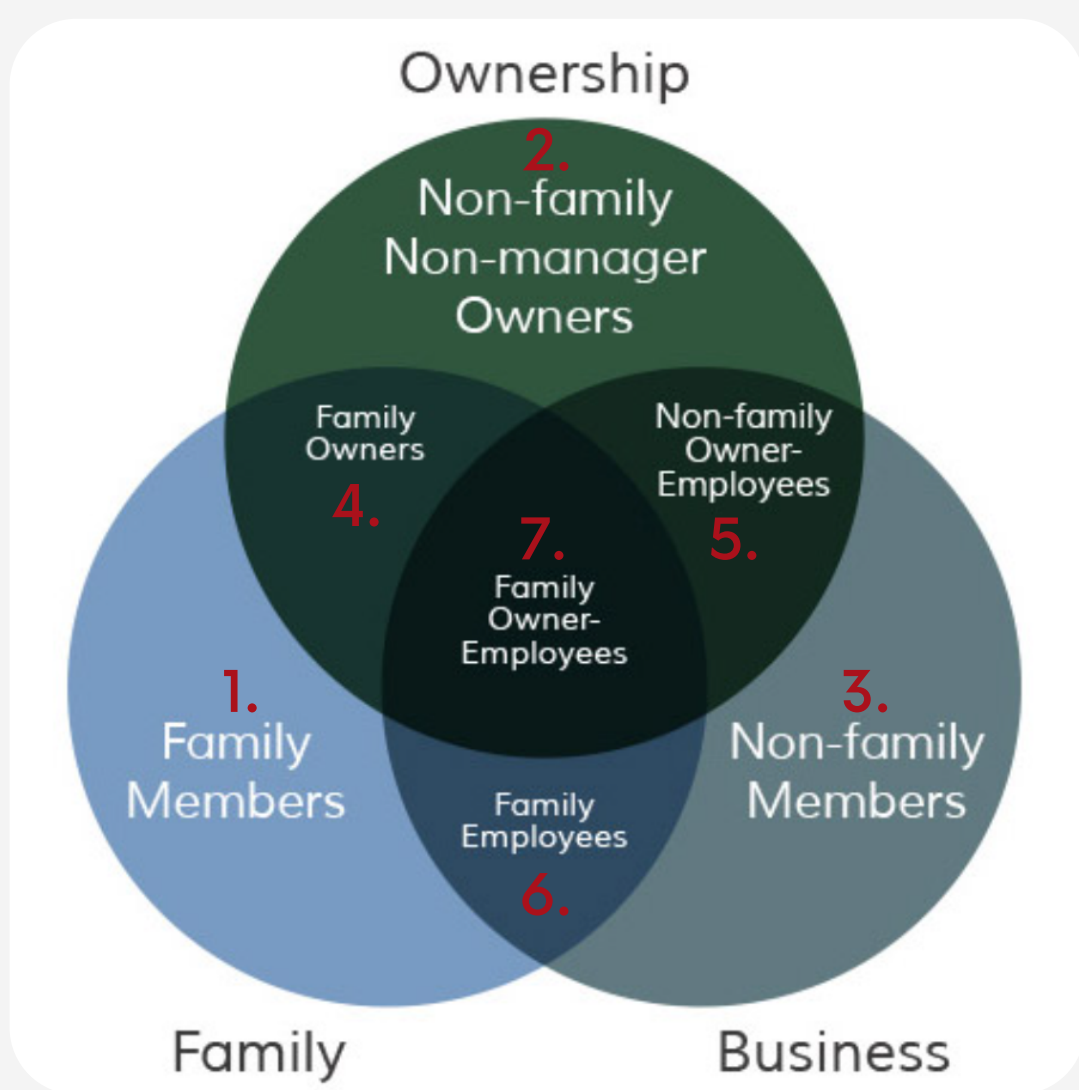 Ownership
2.
Non-family
Non-manager
Owners
Family
Owners
4.
Non-family
Owner-
Employees
5.
7.
Family
Owner-
Employees
1.
Family
Members
3.
Non-family
Members
Family
Employees
6.
Family
Business